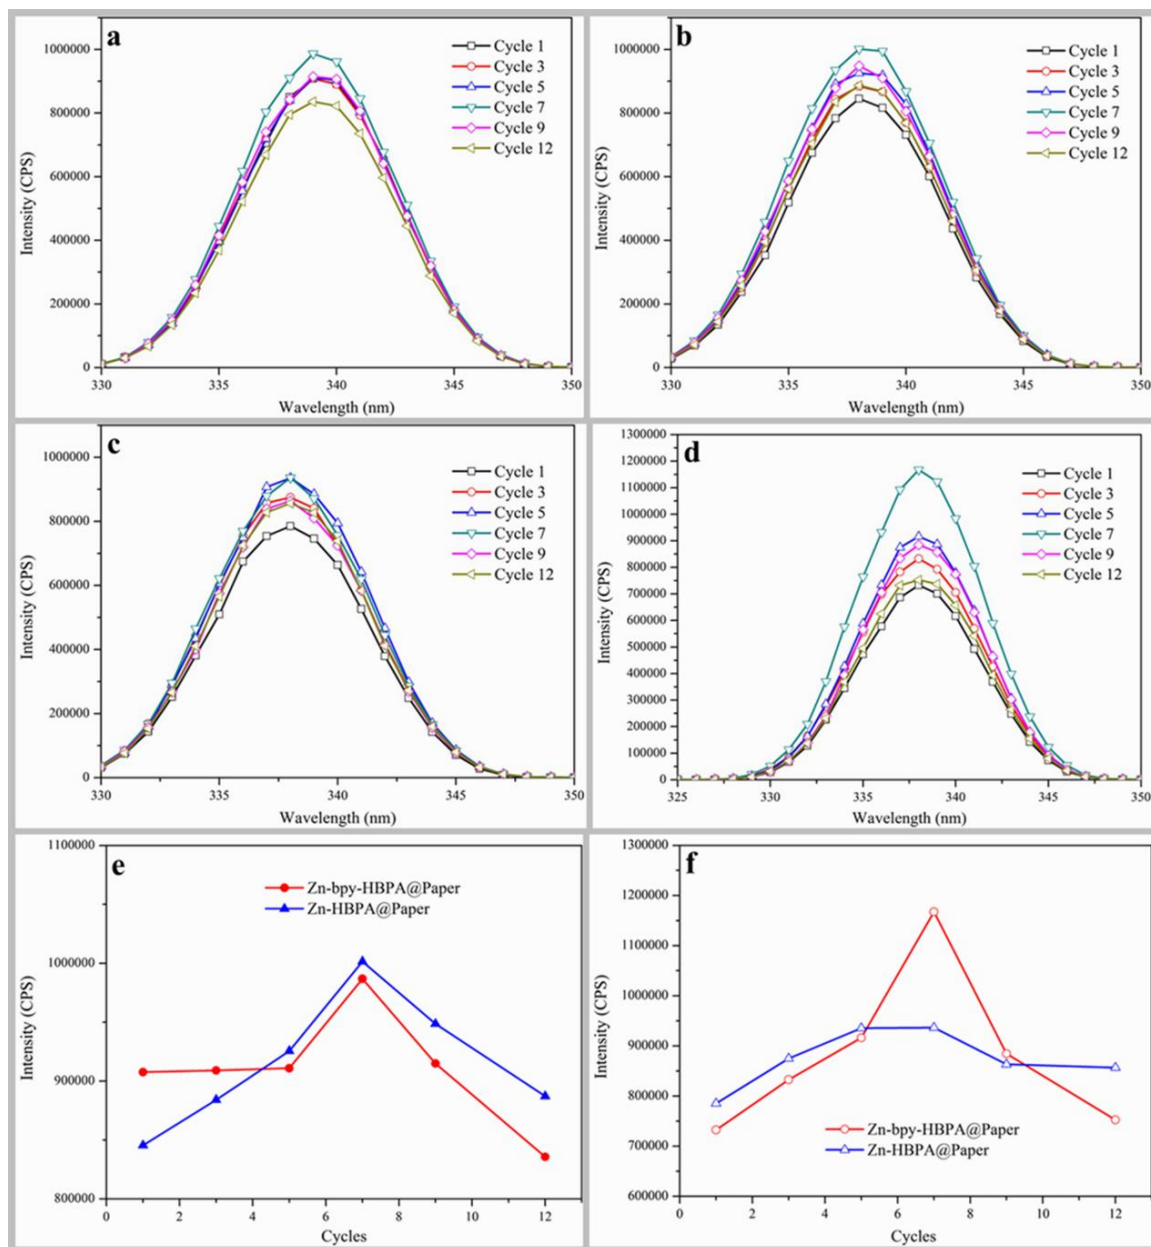 a
Cycle 1
Cycle 3
Cycle 5
Cycle 7
Cycle 9
Cycle 12
1000000
800000
600000
400000
200000
0
Intensity (CPS)
330
335
340
345
350
Wavelength (nm)
b
Cycle 1
Cycle 3
Cycle 5
Cycle 7
Cycle 9
Cycle 12
1000000
800000
600000
400000
200000
0
Intensity (CPS)
330
335
340
345
350
Wavelength (nm)
c
Cycle 1
Cycle 3
Cycle 5
Cycle 7
Cycle 9
Cycle 12
1000000
800000
600000
400000
200000
0
Intensity (CPS)
330
335
340
345
350
Wavelength (nm)
d
Cycle 1
Cycle 3
Cycle 5
Cycle 7
Cycle 9
Cycle 12
1300000
1200000
1100000
1000000
900000
800000
700000
600000
500000
400000
300000
200000
100000
0
Intensity (CPS)
325
330
335
340
345
350
Wavelength (nm)
e
Zn-bpy-HBPA@Paper
Zn-HBPA@Paper
1100000
1000000
900000
800000
Intensity (CPS)
0
2
4
6
8
10
12
Cycles
f
Zn-bpy-HBPA@Paper
Zn-HBPA@Paper
1300000
1200000
1100000
1000000
900000
800000
700000
600000
Intensity (CPS)
0
2
4
6
8
10
12
Cycles